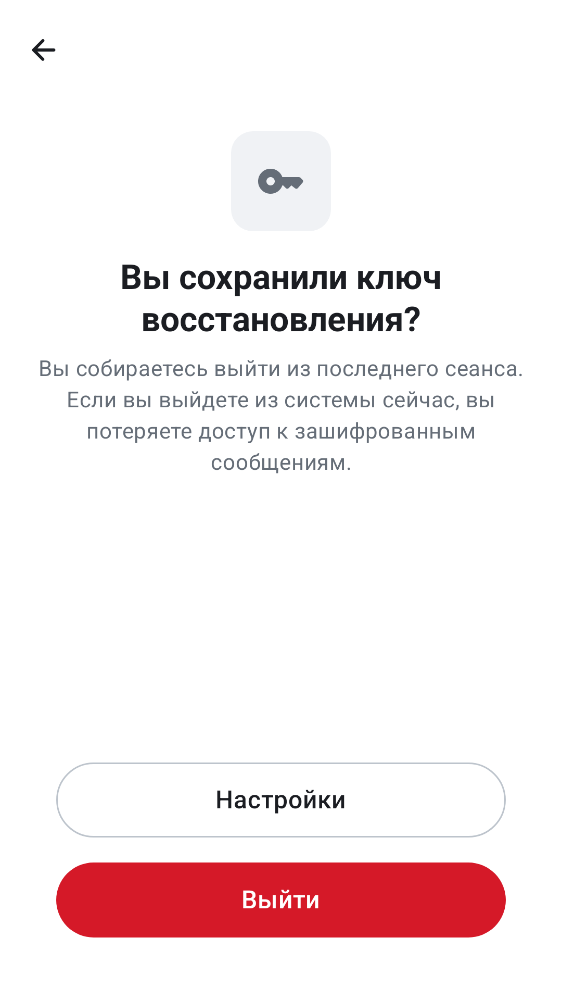 Вы сохранили ключ
восстановления?
Вы собираетесь выйти из последнего сеанса.
Если вы выйдете из системы сейчас, вы
потеряете доступ к зашифрованным
сообщениям.
Настройки
Выйти